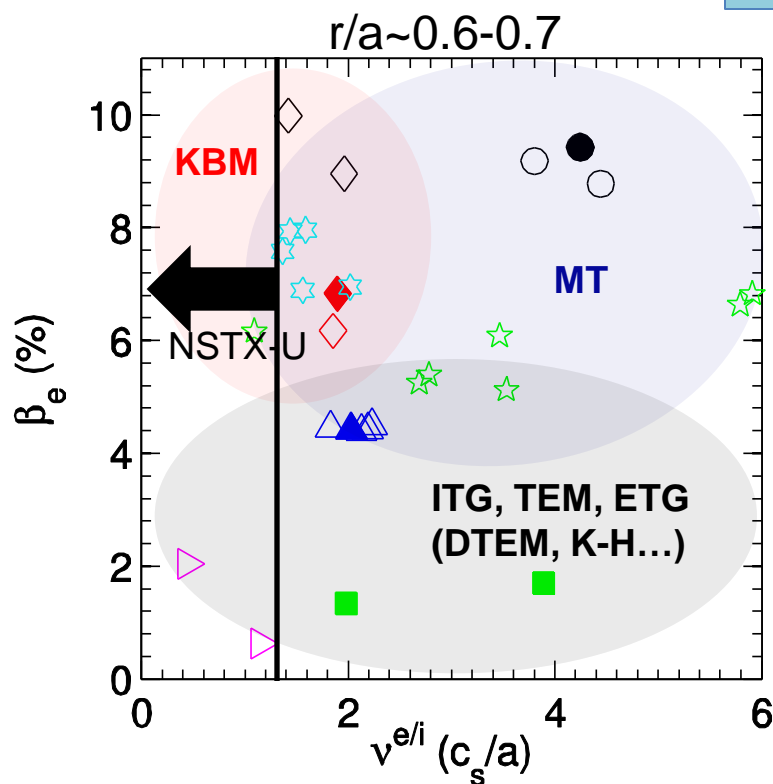 r/a~0.6-0.7
10
8
6
4
2
0
β_e (%)
KBM
MT
NSTX-U
ITG, TEM, ETG
(DTEM, K-H…)
0 2 4 6
ν^{e/i} (c_s/a)